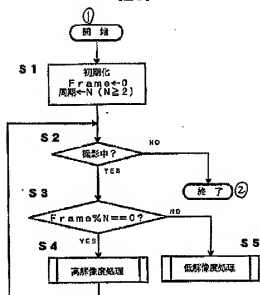 ①
開始
S1
初期化
Frame←0
周期←N(N≧2)
S2
撮影中?
NO
YES
終了 ②
S3
Frame%N==0?
NO
YES
S4
S5
高解像度処理
低解像度処理